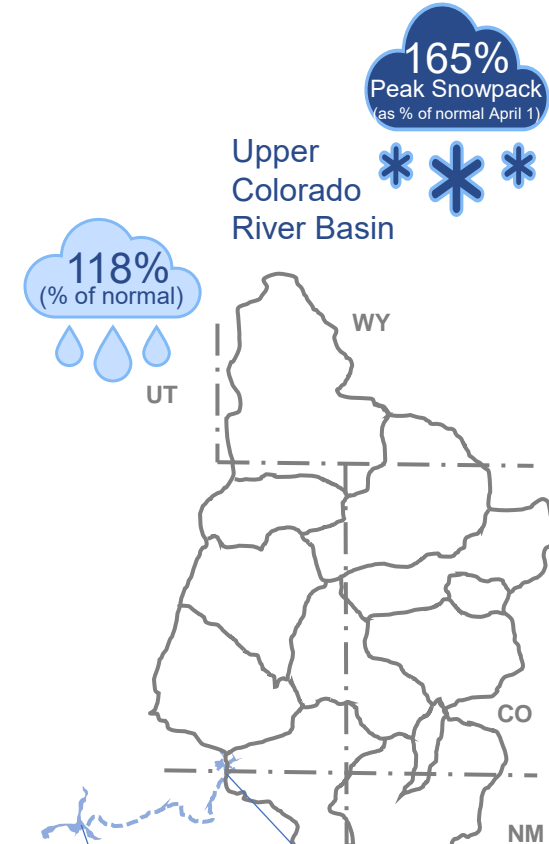 165%
Peak Snowpack
(as % of normal April 1)
Upper
Colorado
River Basin
118%
(% of normal)
WY
UT
CO
NM